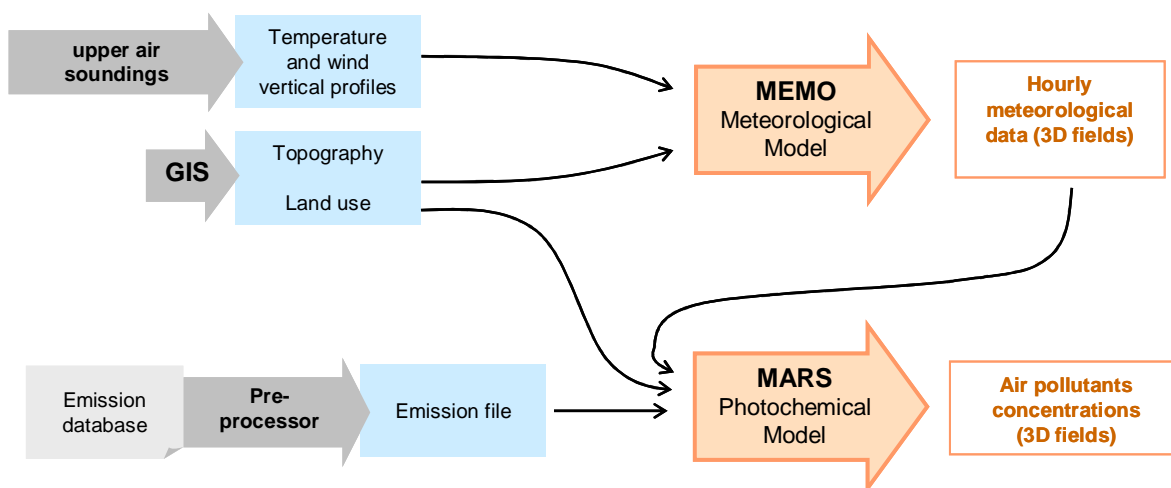 upper air
soundings
Temperature
and wind
vertical profiles
MEMO
Meteorological
Model
Hourly
meteorological
data (3D fields)
GIS
Topography
Land use
Emission
database
Pre-
processor
Emission file
MARS
Photochemical
Model
Air pollutants
concentrations
(3D fields)